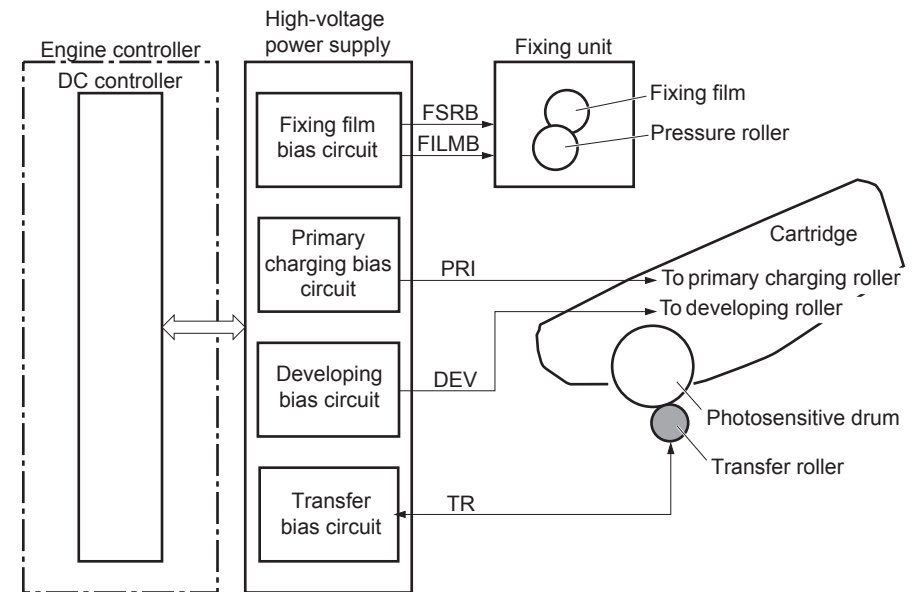 High-voltage
power supply
Engine controller
Fixing unit
DC controller
Fixing film
bias circuit
FSRB
FILMB
Fixing film
Pressure roller
Primary
charging bias
circuit
PRI
Cartridge
To primary charging roller
To developing roller
Developing
bias circuit
DEV
Photosensitive drum
Transfer roller
Transfer
bias circuit
TR